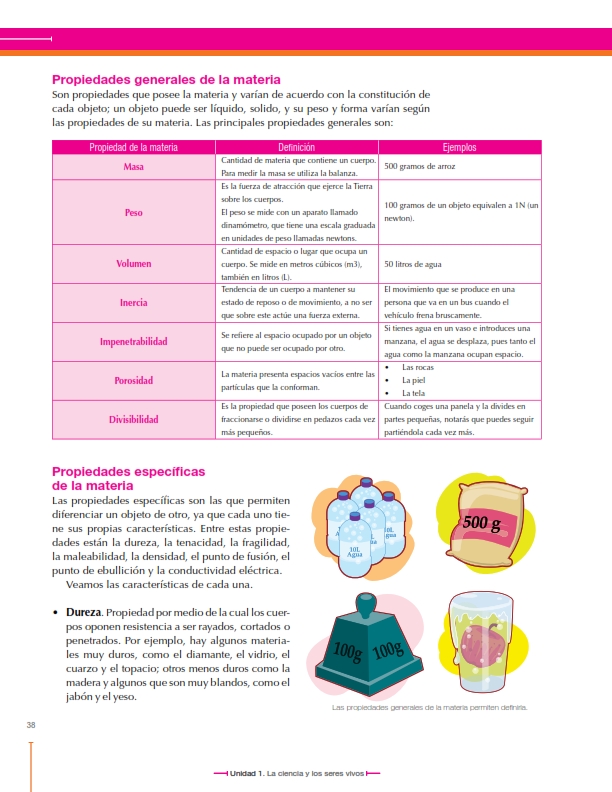 Propiedades generales de la materia
Son propiedades que posee la materia y varían de acuerdo con la constitución de
cada objeto; un objeto puede ser líquido, solido, y su peso y forma varían según
las propiedades de su materia. Las principales propiedades generales son:
Propiedad de la materia
Definición
Ejemplos
Masa
Cantidad de materia que contiene un cuerpo.
Para medir la masa se utiliza la balanza.
500 gramos de arroz
Peso
Es la fuerza de atracción que ejerce la Tierra
sobre los cuerpos.
El peso se mide con un aparato llamado
dinamómetro, que tiene una escala graduada
en unidades de peso llamadas newtons.
100 gramos de un objeto equivalen a 1N (un
newton).
Volumen
Cantidad de espacio o lugar que ocupa un
cuerpo. Se mide en metros cúbicos (m3),
también en litros (L).
50 litros de agua
Inercia
Tendencia de un cuerpo a mantener su
estado de reposo o de movimiento, a no ser
que sobre este actúe una fuerza externa.
El movimiento que se produce en una
persona que va en un bus cuando el
vehículo frena bruscamente.
Impenetrabilidad
Se refiere al espacio ocupado por un objeto
que no puede ser ocupado por otro.
Si tienes agua en un vaso e introduces una
manzana, el agua se desplaza, pues tanto el
agua como la manzana ocupan espacio.
Porosidad
La materia presenta espacios vacíos entre las
partículas que la conforman.
• Las rocas
• La piel
• La tela
Divisibilidad
Es la propiedad que poseen los cuerpos de
fraccionarse o dividirse en pedazos cada vez
más pequeños.
Cuando coges una panela y la divides en
partes pequeñas, notarás que puedes seguir
partiéndola cada vez más.
Propiedades específicas
de la materia
Las propiedades específicas son las que permiten
diferenciar un objeto de otro, ya que cada uno tie-
ne sus propias características. Entre estas propie-
dades están la dureza, la tenacidad, la fragilidad,
la maleabilidad, la densidad, el punto de fusión, el
punto de ebullición y la conductividad eléctrica.
Veamos las características de cada una.
• Dureza. Propiedad por medio de la cual los cuer-
pos oponen resistencia a ser rayados, cortados o
penetrados. Por ejemplo, hay algunos materia-
les muy duros, como el diamante, el vidrio, el
cuarzo y el topacio; otros menos duros como la
madera y algunos que son muy blandos, como el
jabón y el yeso.
10L
Agua
500 g
100g
100g
Las propiedades generales de la materia permiten definirla.
38
Unidad 1. La ciencia y los seres vivos